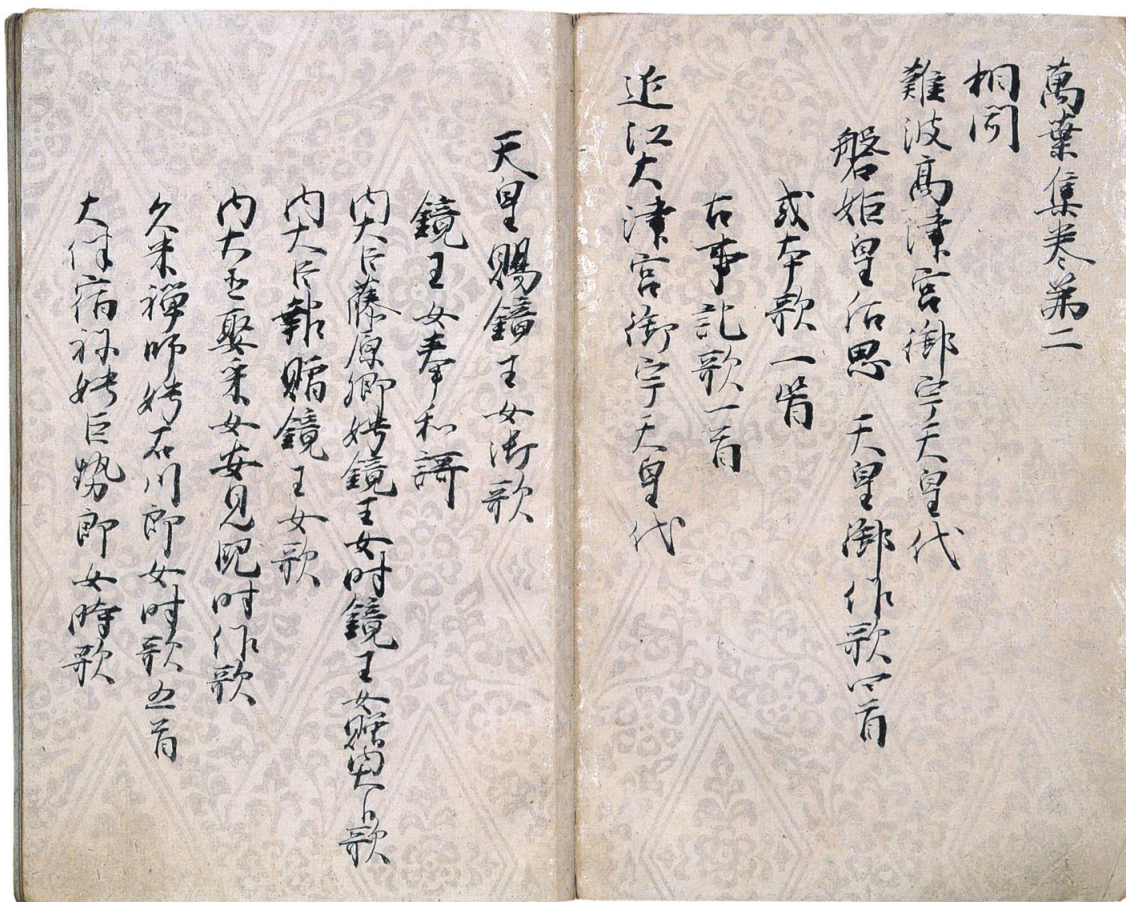 萬葉集巻第二
相聞
難波高津宮御宇天皇代
磐姫皇后思 天皇御作歌四首
或本歌一首
古事記歌一首
近江大津宮御宇天皇代
天皇賜鏡王女御歌
鏡王女奉和謌
内大臣藤原卿娉鏡王女時鏡王女贈内大臣歌
内大臣報贈鏡王女歌
内大臣娶采女安見児時作歌
久米禅師娉石川郎女時歌五首
大伴宿祢娉巨勢郎女時歌